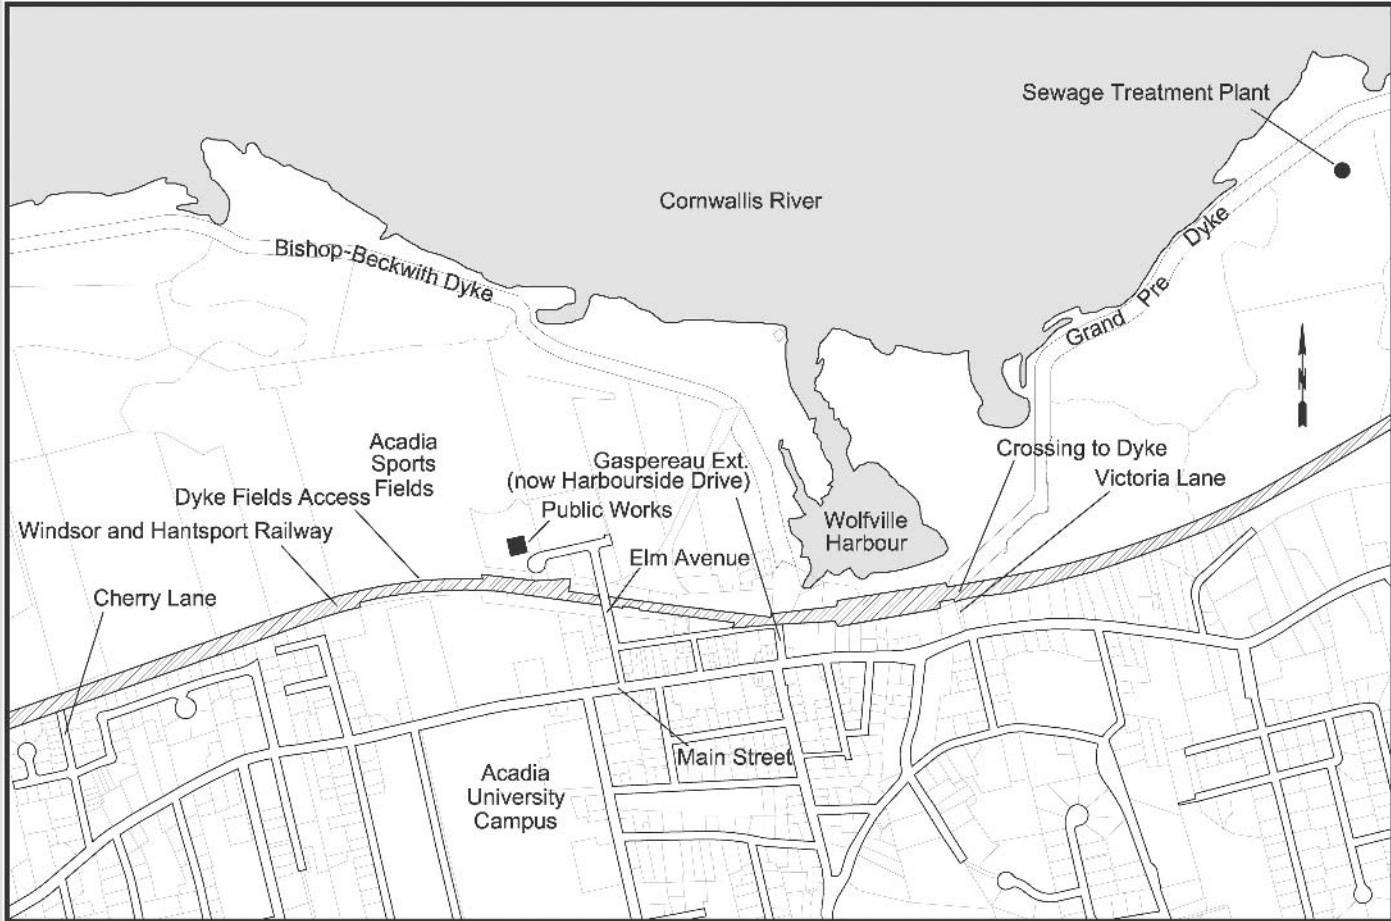 Sewage Treatment Plant
Cornwallis River
Bishop-Beckwith Dyke
Grand Pre Dyke
N
Acadia
Sports
Fields
Gaspereau Ext.
(now Harbourside Drive)
Crossing to Dyke
Victoria Lane
Dyke Fields Access
Public Works
Windsor and Hantsport Railway
Wolfville
Harbour
Elm Avenue
Cherry Lane
Main Street
Acadia
University
Campus